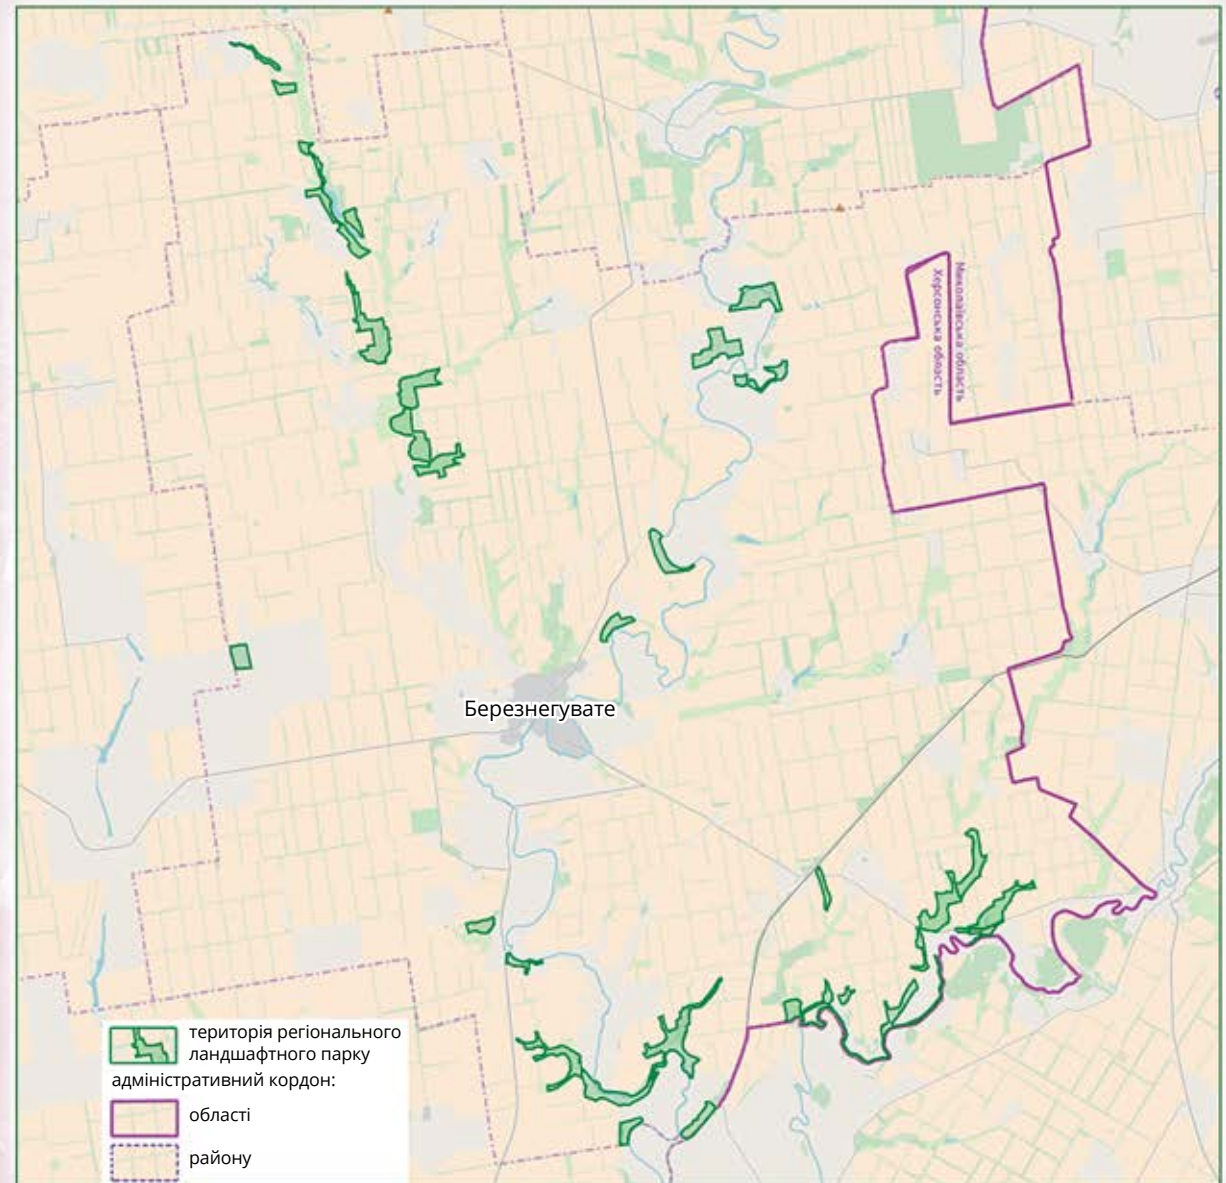 Миколаївська область
Херсонська область
Березнегувате
територія регіонального
ландшафтного парку
адміністративний кордон:
області
району